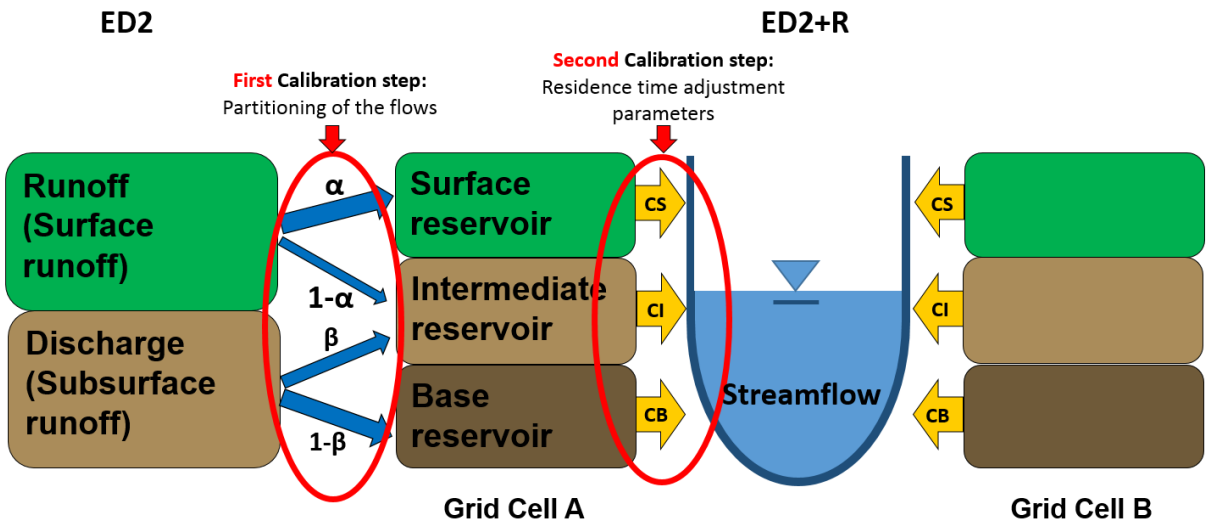 ED2
ED2+R
First Calibration step:
Partitioning of the flows
Second Calibration step:
Residence time adjustment
parameters
Runoff
(Surface
runoff)
Discharge
(Subsurface
runoff)
α
1-α
β
1-β
Surface
reservoir
Intermediate
reservoir
Base
reservoir
CS
CI
CB
Streamflow
CS
CI
CB
Grid Cell A
Grid Cell B